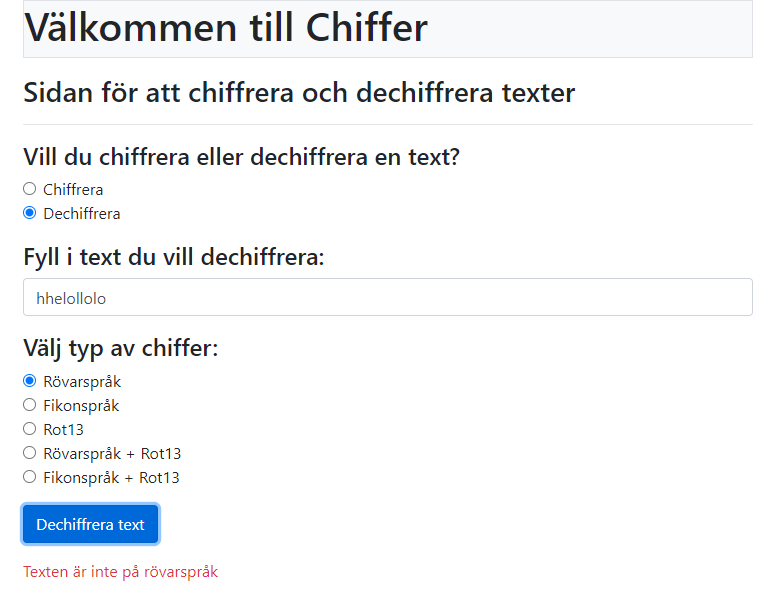 Välkommen till Chiffer
Sidan för att chiffrera och dechiffrera texter
Vill du chiffrera eller dechiffrera en text?
Chiffrera
Dechiffrera
Fyll i text du vill dechiffrera:
hhelollolo
Välj typ av chiffer:
Rövarspråk
Fikonspråk
Rot13
Rövarspråk + Rot13
Fikonspråk + Rot13
Dechiffrera text
Texten är inte på rövarspråk